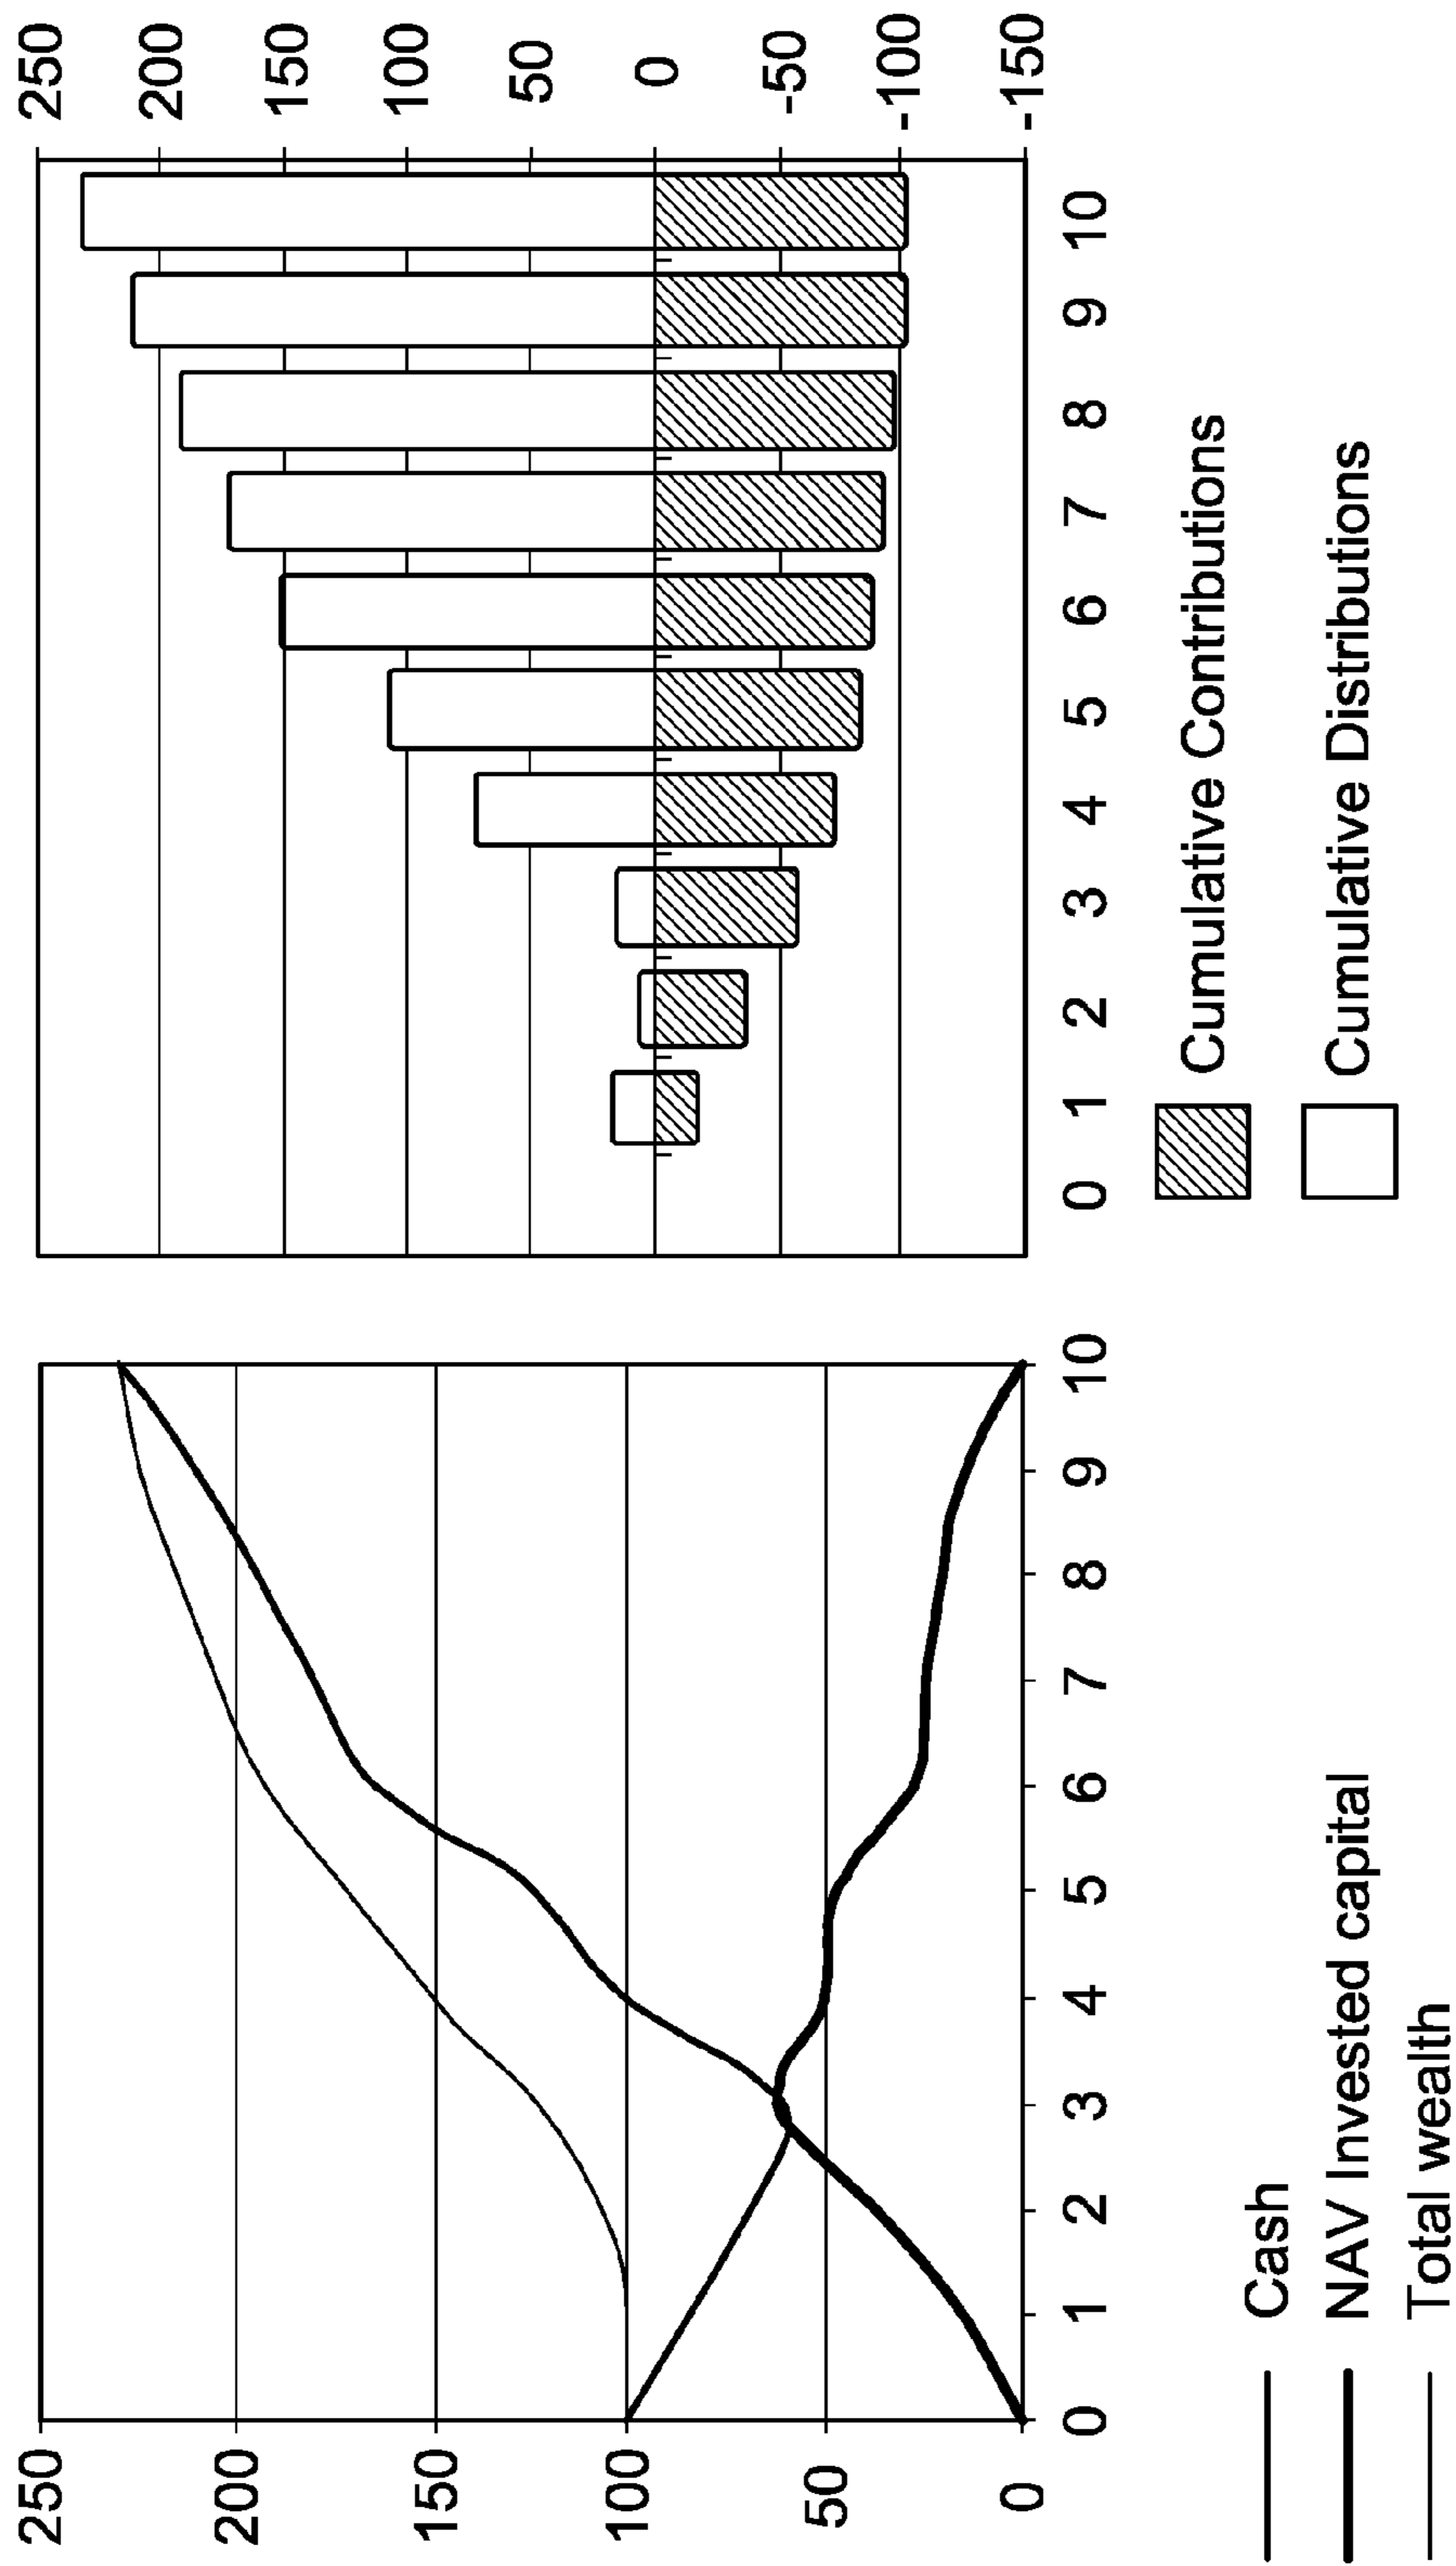 250
200
150
100
50
0
0 1 2 3 4 5 6 7 8 9 10
Cash
NAV Invested capital
Total wealth
250
200
150
100
50
0
-50
-100
-150
0 1 2 3 4 5 6 7 8 9 10
Cumulative Contributions
Cumulative Distributions